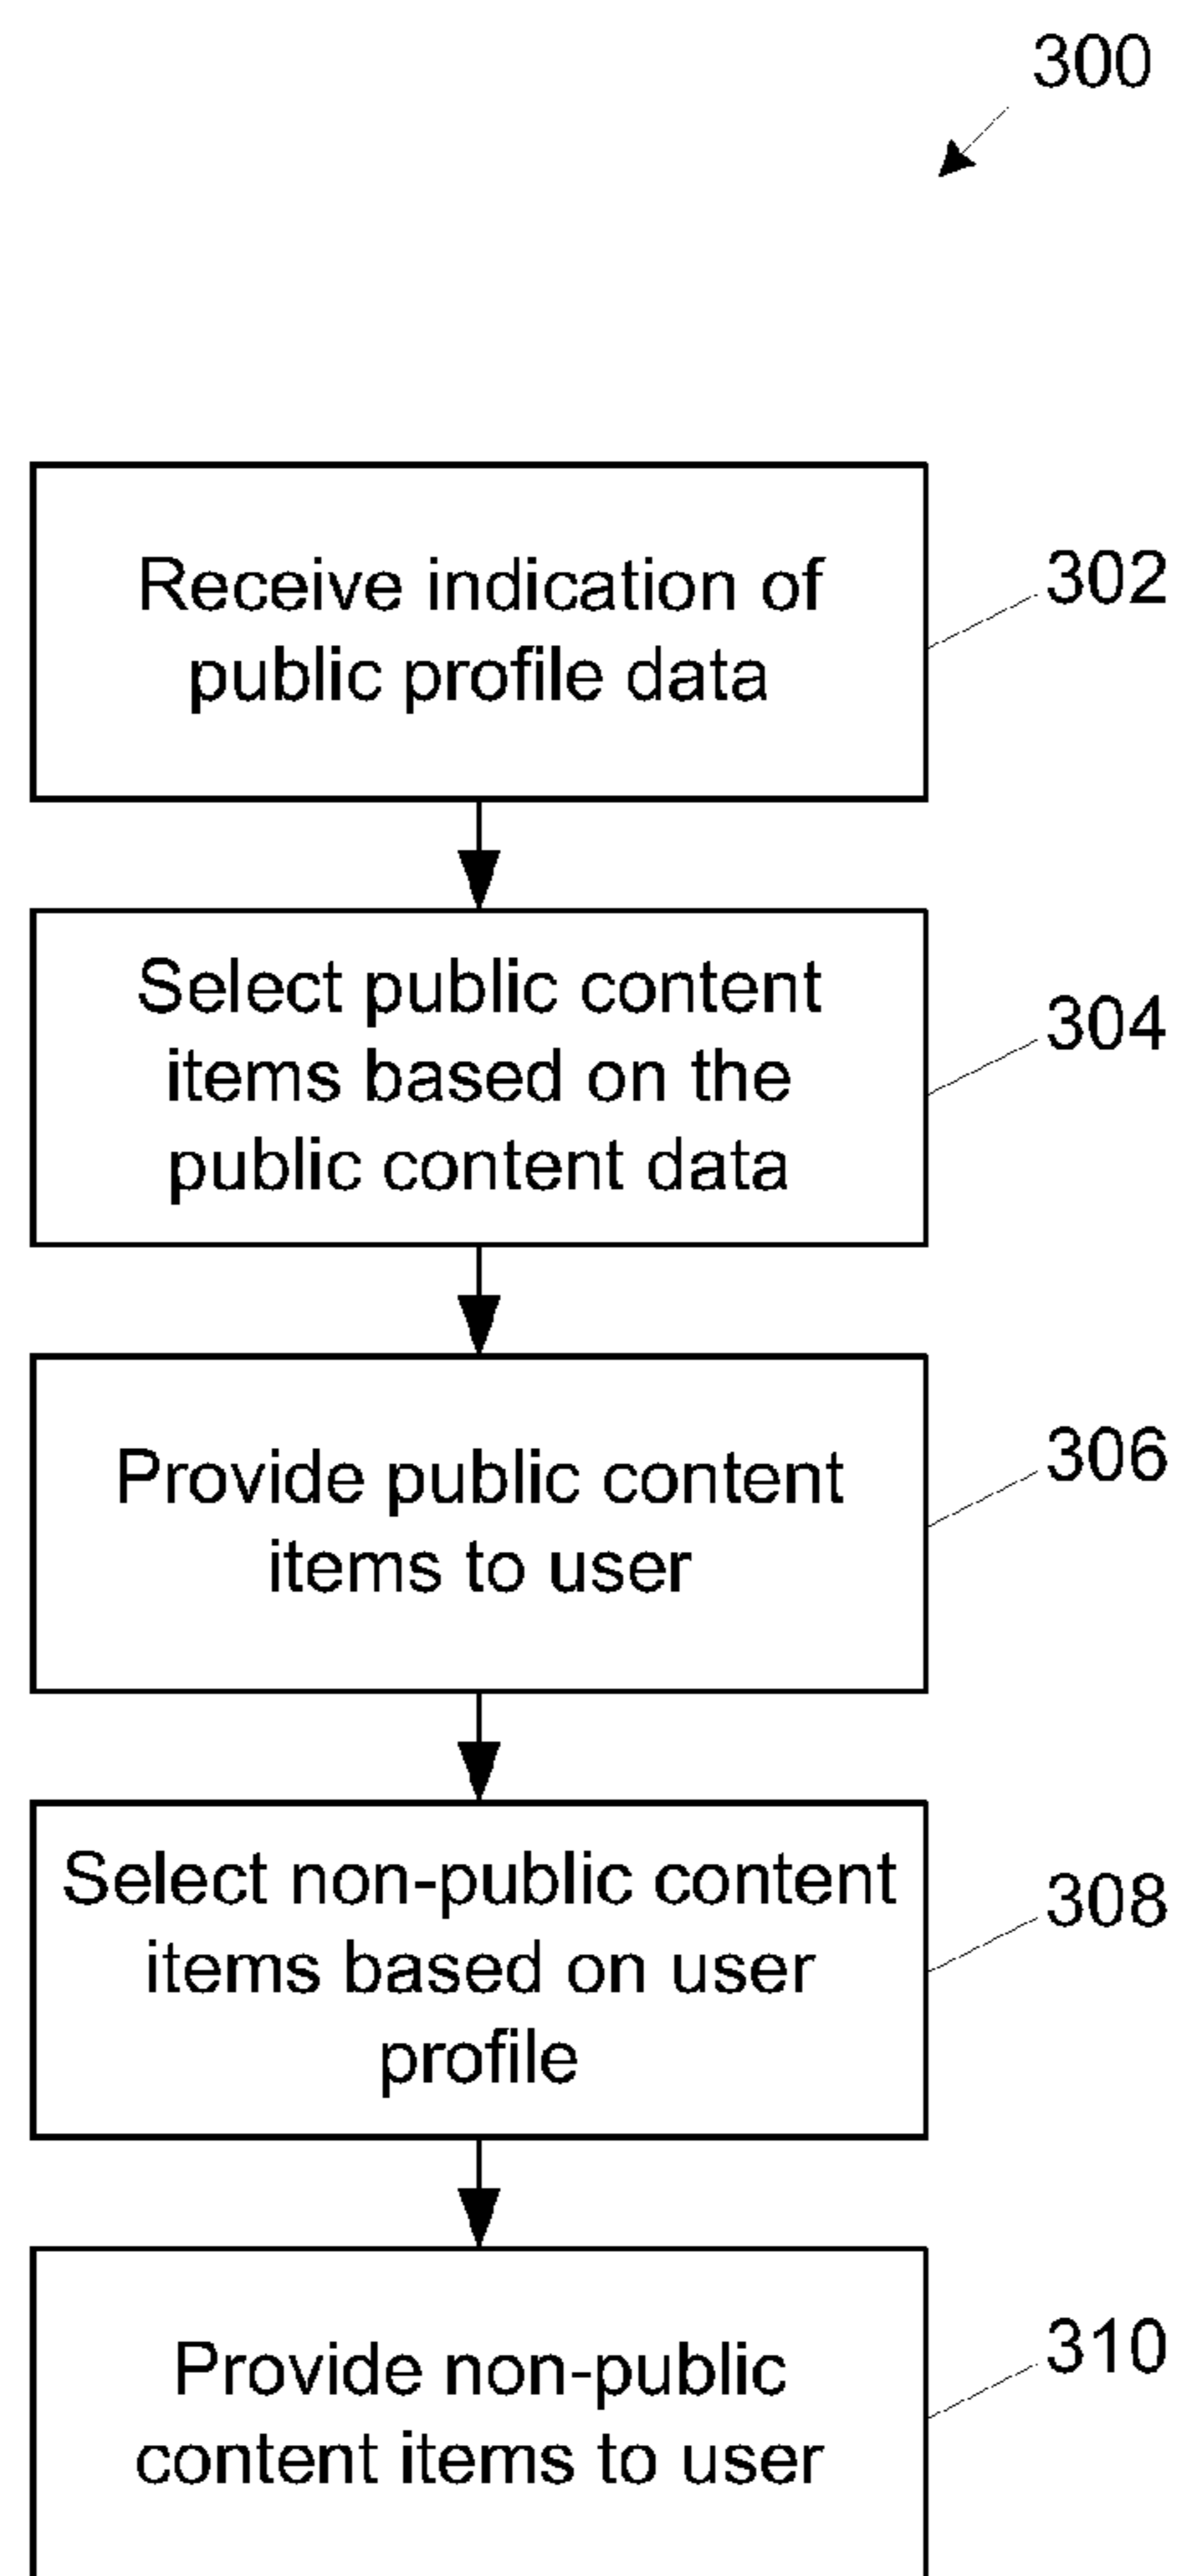 300
Receive indication of
public profile data
302
Select public content
items based on the
public content data
304
Provide public content
items to user
306
Select non-public content
items based on user
profile
308
Provide non-public
content items to user
310